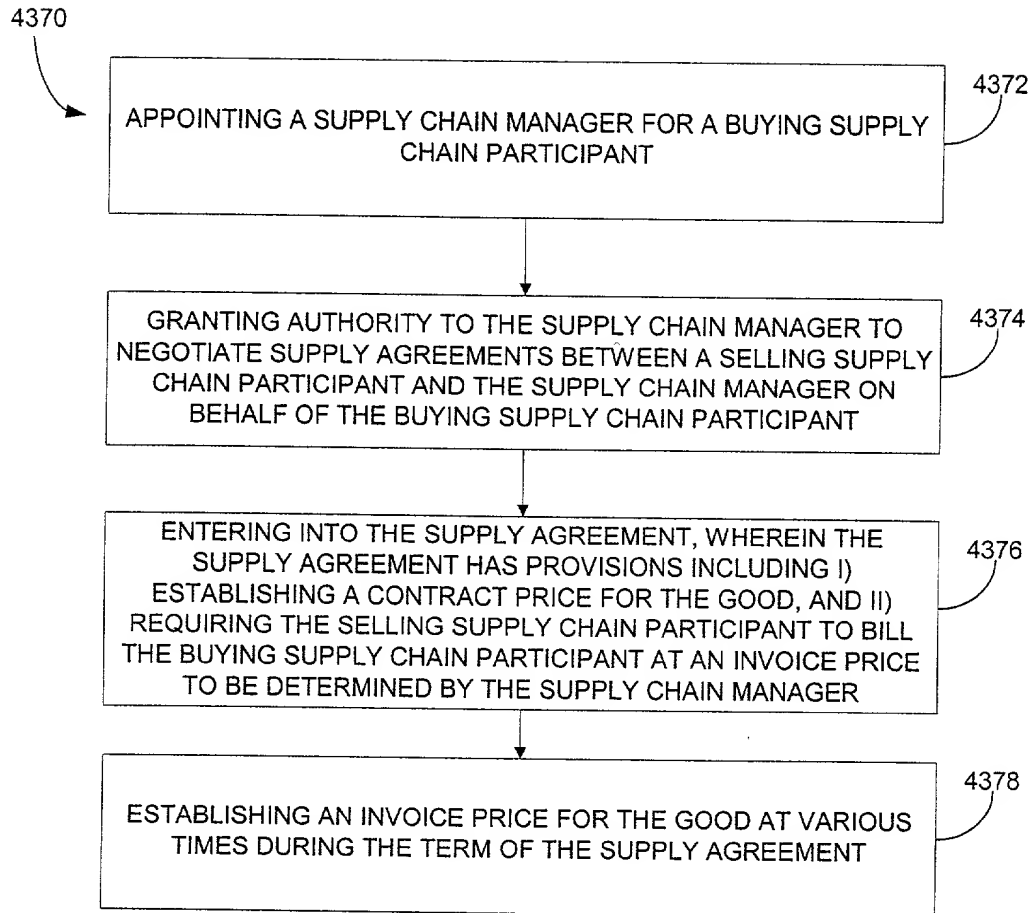 4370
4372
APPOINTING A SUPPLY CHAIN MANAGER FOR A BUYING SUPPLY
CHAIN PARTICIPANT
4374
GRANTING AUTHORITY TO THE SUPPLY CHAIN MANAGER TO
NEGOTIATE SUPPLY AGREEMENTS BETWEEN A SELLING SUPPLY
CHAIN PARTICIPANT AND THE SUPPLY CHAIN MANAGER ON
BEHALF OF THE BUYING SUPPLY CHAIN PARTICIPANT
4376
ENTERING INTO THE SUPPLY AGREEMENT, WHEREIN THE
SUPPLY AGREEMENT HAS PROVISIONS INCLUDING I)
ESTABLISHING A CONTRACT PRICE FOR THE GOOD, AND II)
REQUIRING THE SELLING SUPPLY CHAIN PARTICIPANT TO BILL
THE BUYING SUPPLY CHAIN PARTICIPANT AT AN INVOICE PRICE
TO BE DETERMINED BY THE SUPPLY CHAIN MANAGER
4378
ESTABLISHING AN INVOICE PRICE FOR THE GOOD AT VARIOUS
TIMES DURING THE TERM OF THE SUPPLY AGREEMENT